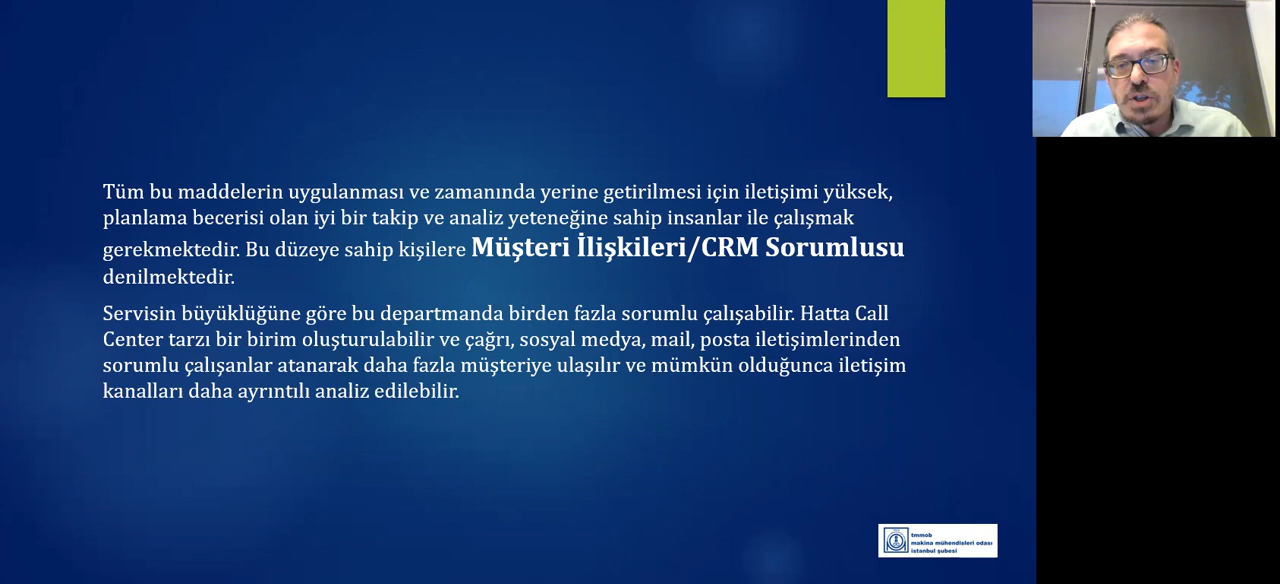 Tüm bu maddelerin uygulanması ve zamanında yerine getirilmesi için iletişimi yüksek,
planlama becerisi olan iyi bir takip ve analiz yeteneğine sahip insanlar ile çalışmak
gerekmektedir. Bu düzeye sahip kişilere Müşteri İlişkileri/CRM Sorumlusu
denilmektedir.
Servisin büyüklüğüne göre bu departmanda birden fazla sorumlu çalışabilir. Hatta Call
Center tarzı bir birim oluşturulabilir ve çağrı, sosyal medya, mail, posta iletişimlerinden
sorumlu çalışanlar atanarak daha fazla müşteriye ulaşılır ve mümkün olduğunca iletişim
kanalları daha ayrıntılı analiz edilebilir.
tmmob
makina mühendisleri odası
istanbul şubesi